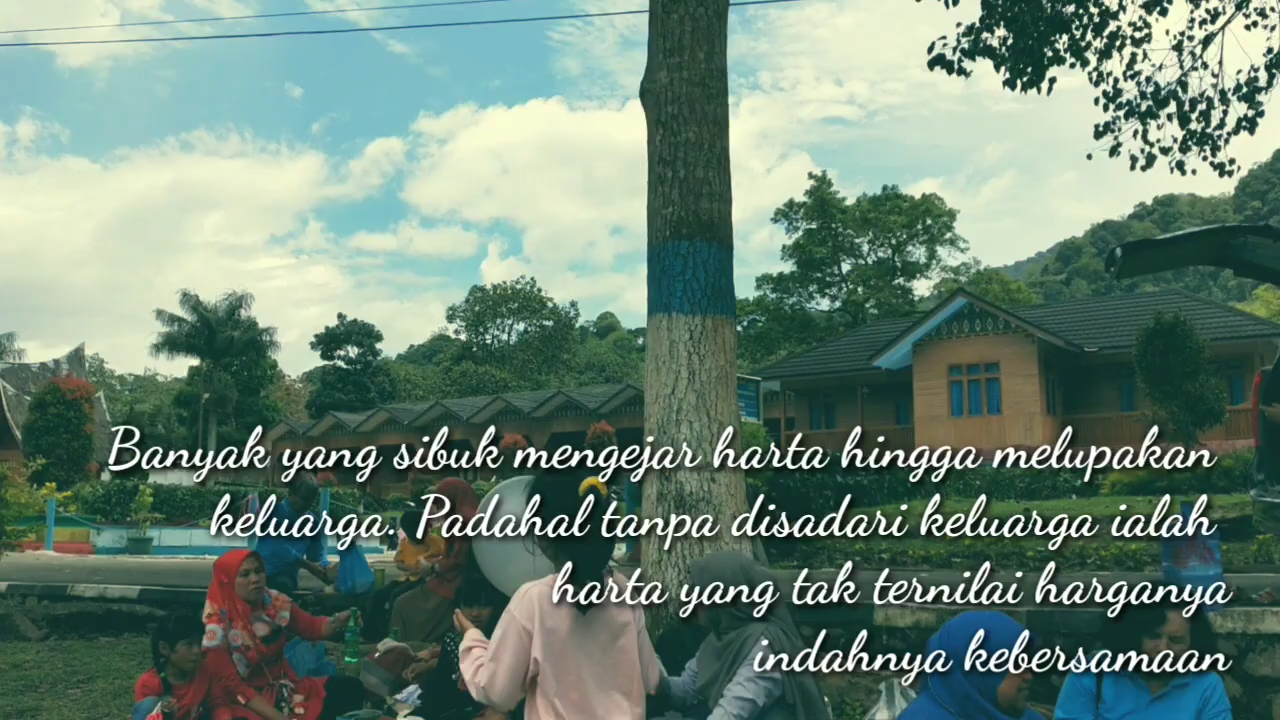 Banyak yang sibuk mengejar harta hingga melupakan
keluarga. Padahal tanpa disadari keluarga ialah
harta yang tak ternilai harganya
indahnya kebersamaan